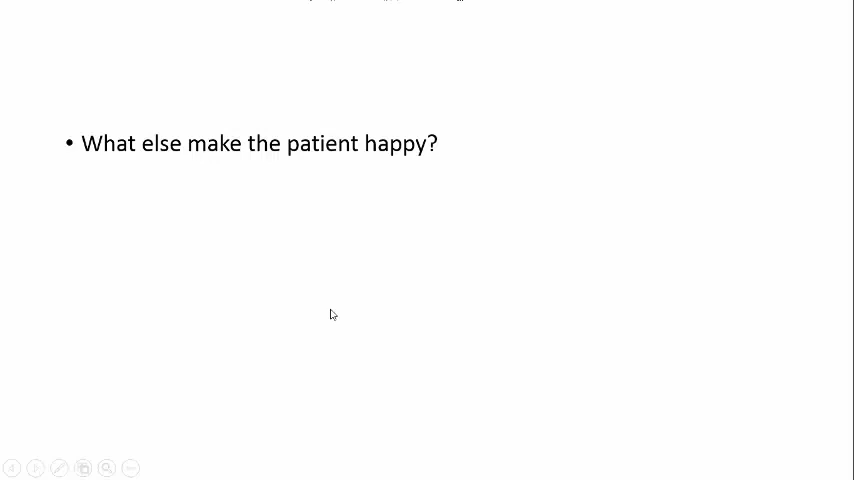 • What else make the patient happy?